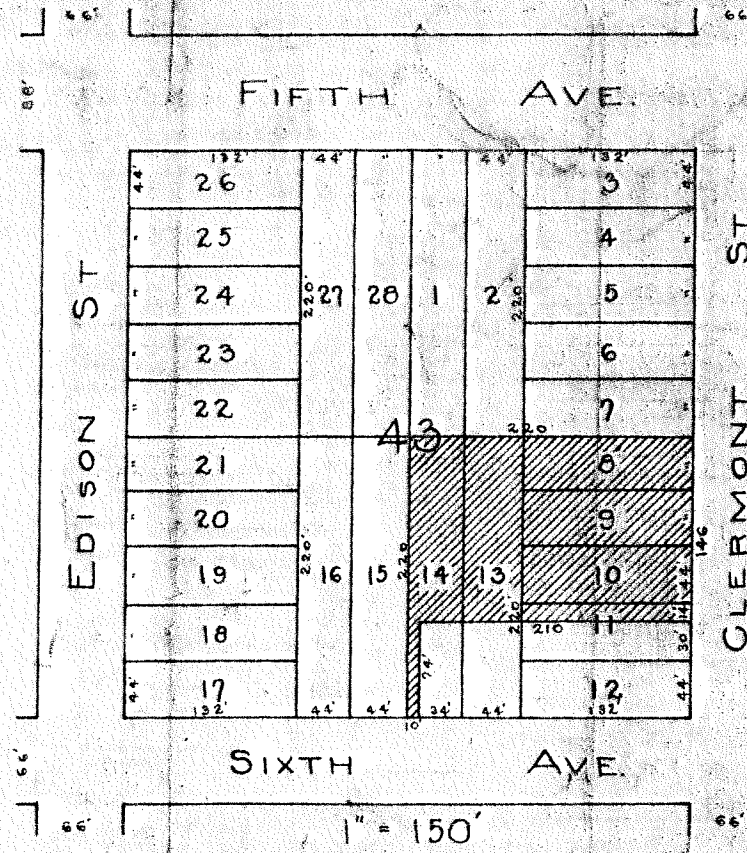 66' 66'
88'
FIFTH AVE.
132' 44' " " 44' 132'
44' 26 3 44'
" 25 4 "
" 24 220' 27 28 1 2 220' 5 "
" 23 6 "
" 22 7 "
43 220
21 8 "
" 20 9 "
" 19 220' 16 15 220 14 13 220' 10 44
146
18 210 11 14'
30'
74'
44' 17 12 44'
132' 44' 44' 10' 34' 44' 132'
EDISON ST
CLERMONT ST
SIXTH AVE.
66'
66' 1" = 150' 66'